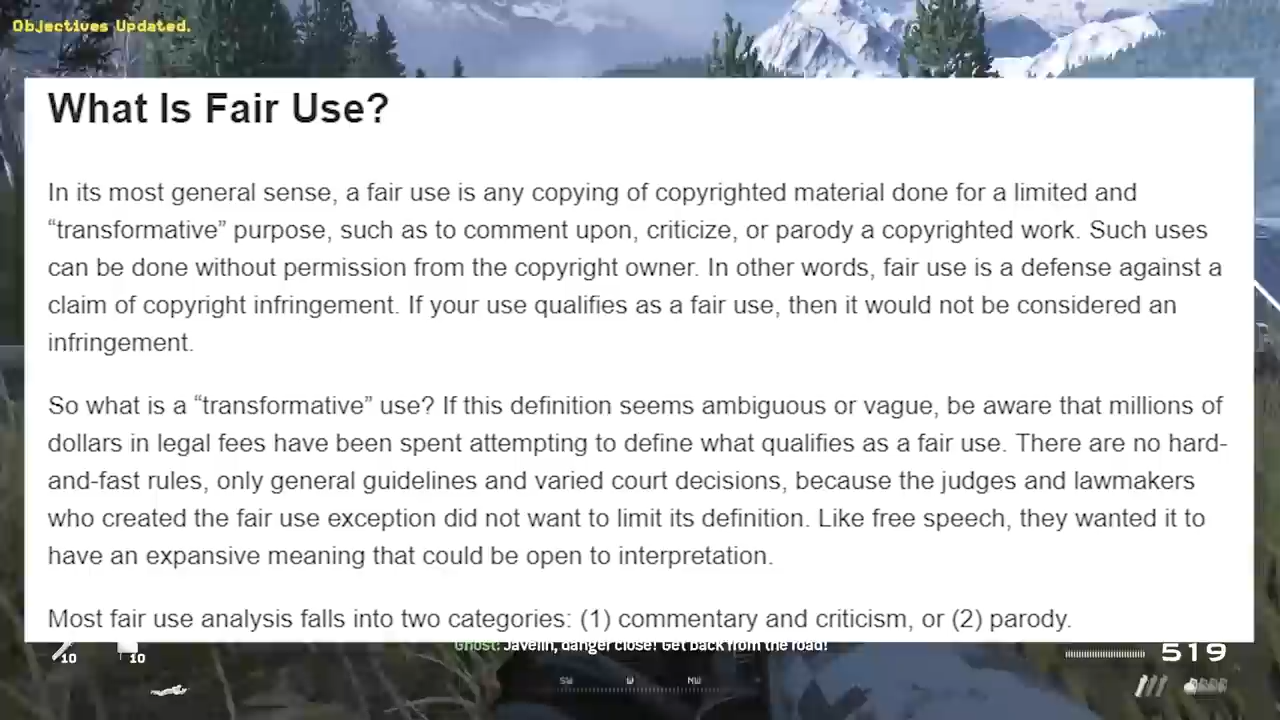 Objectives Updated.
What Is Fair Use?
In its most general sense, a fair use is any copying of copyrighted material done for a limited and
“transformative” purpose, such as to comment upon, criticize, or parody a copyrighted work. Such uses
can be done without permission from the copyright owner. In other words, fair use is a defense against a
claim of copyright infringement. If your use qualifies as a fair use, then it would not be considered an
infringement.
So what is a “transformative” use? If this definition seems ambiguous or vague, be aware that millions of
dollars in legal fees have been spent attempting to define what qualifies as a fair use. There are no hard-
and-fast rules, only general guidelines and varied court decisions, because the judges and lawmakers
who created the fair use exception did not want to limit its definition. Like free speech, they wanted it to
have an expansive meaning that could be open to interpretation.
Most fair use analysis falls into two categories: (1) commentary and criticism, or (2) parody.
Ghost: Javelin, danger close! Get back from the road!
10 10
519
SW W NW